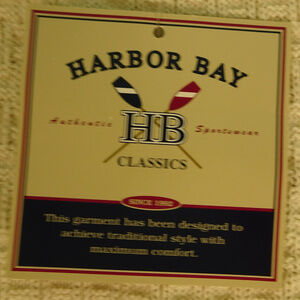 HARBOR BAY
Authentic HB Sportswear
CLASSICS
SINCE 1992
This garment has been designed to
achieve traditional style with
maximum comfort.